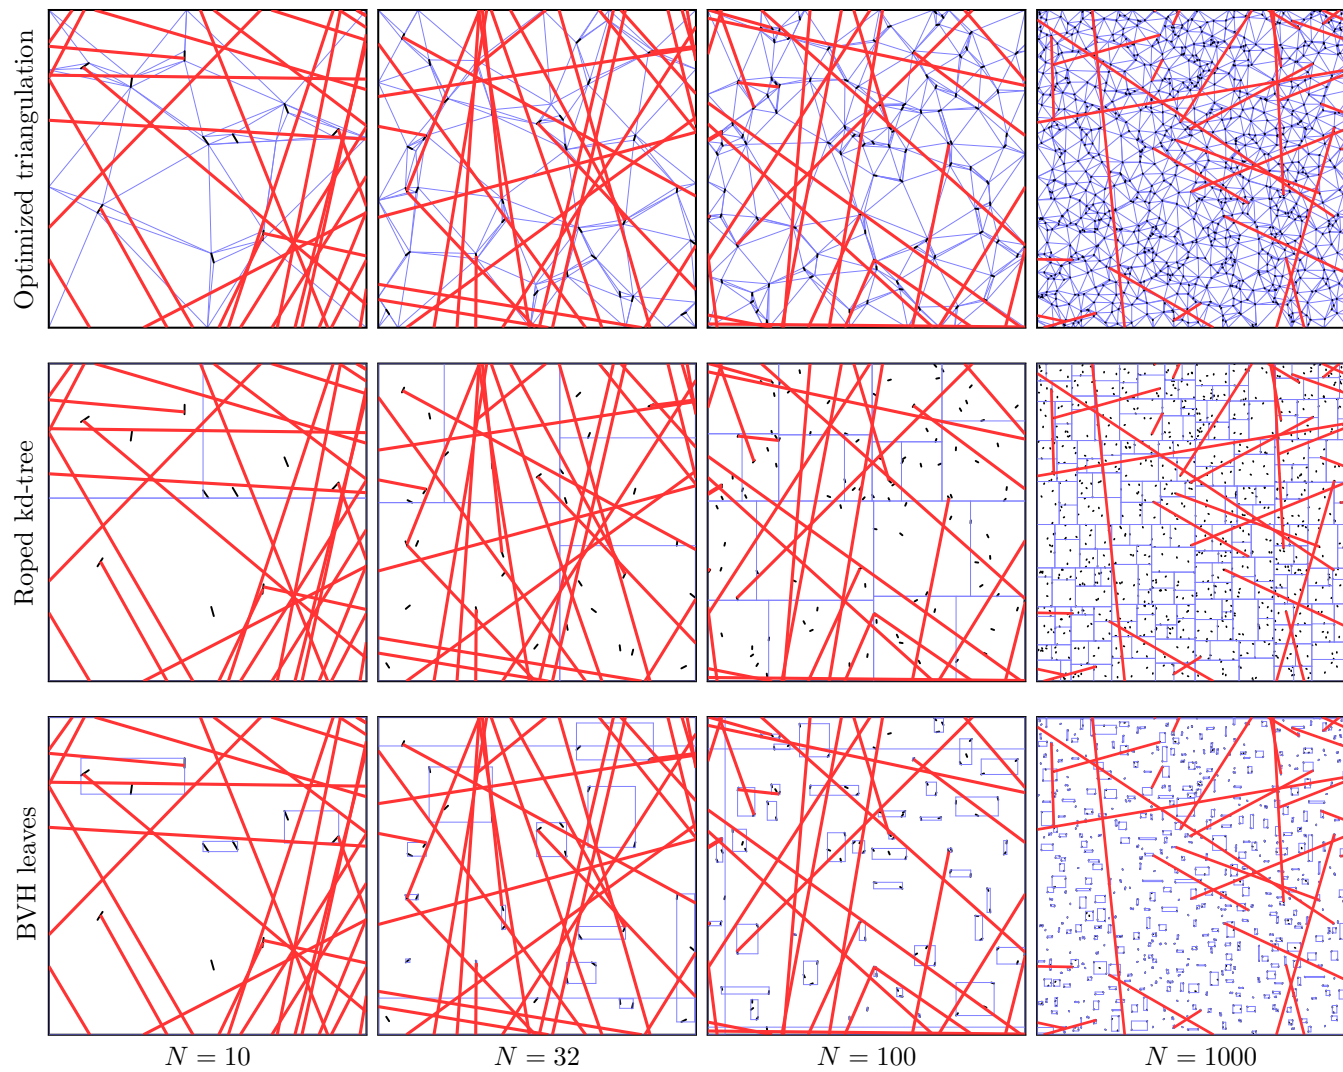 Optimized triangulation
Roped kd-tree
BVH leaves
N = 10
N = 32
N = 100
N = 1000